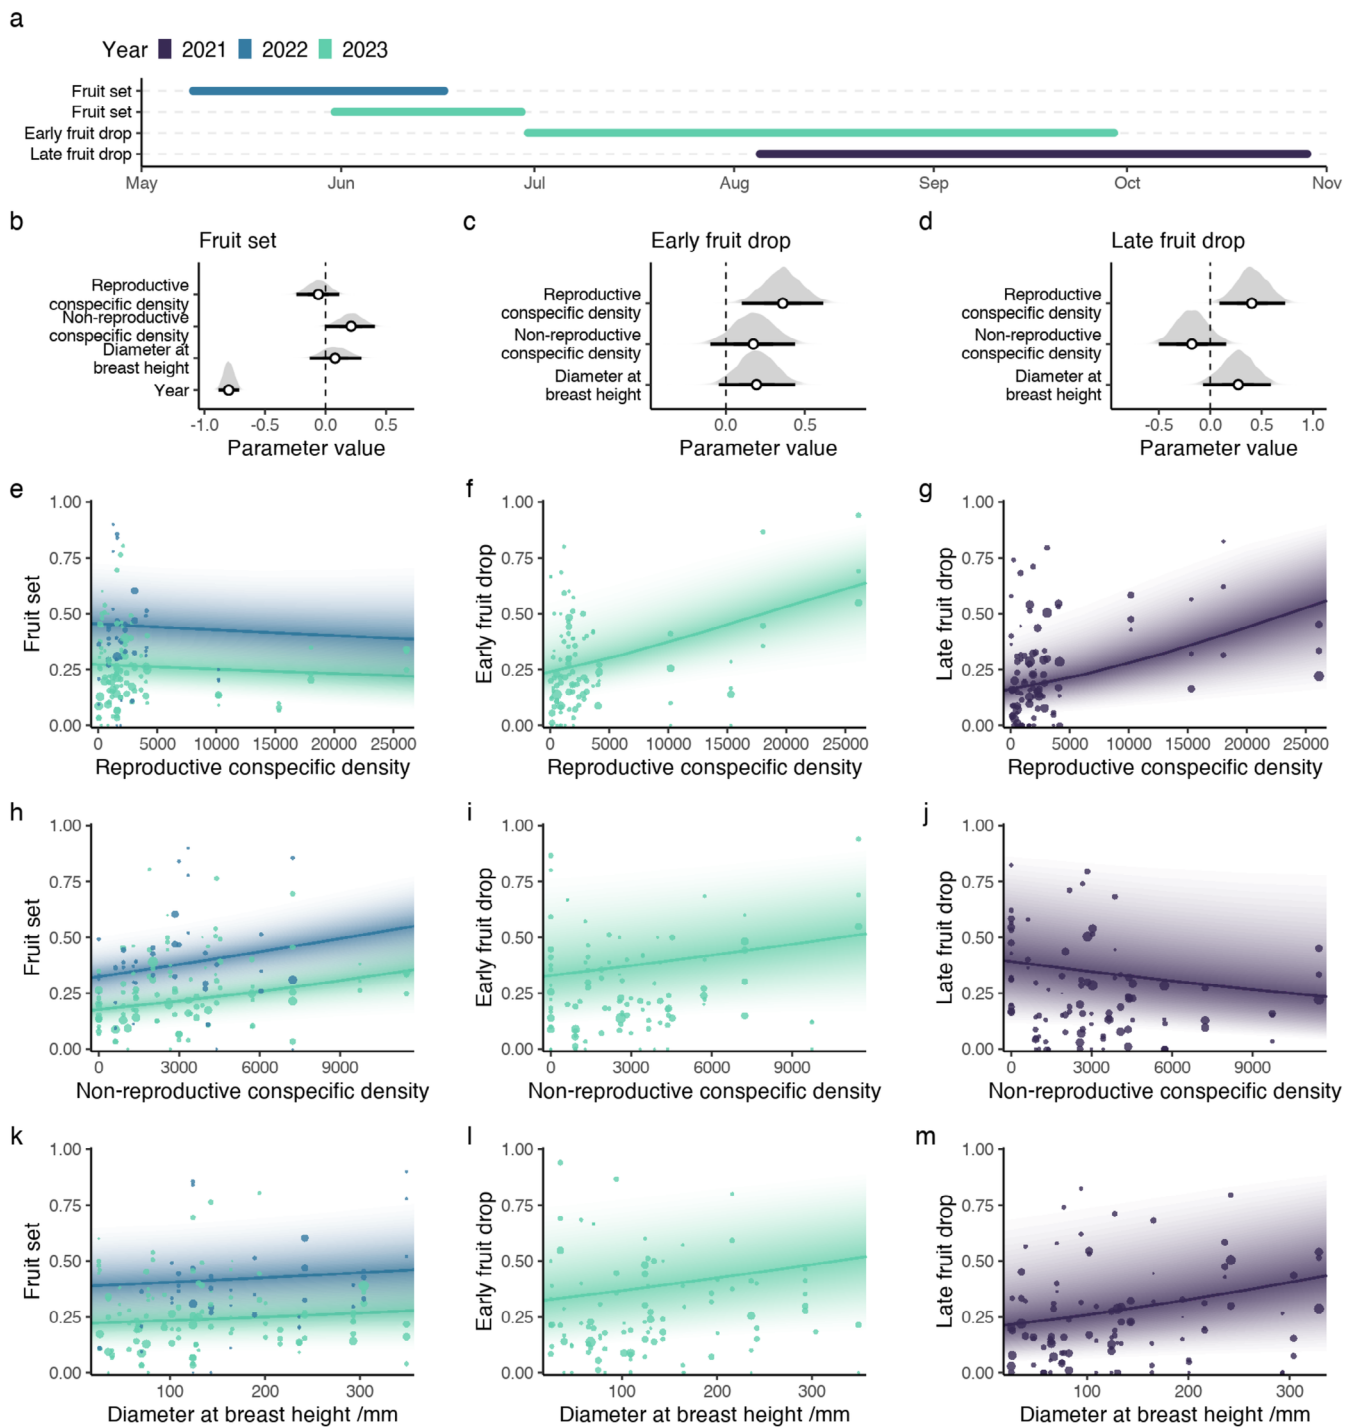 a
Year 2021 2022 2023
Fruit set
Fruit set
Early fruit drop
Late fruit drop
May Jun Jul Aug Sep Oct Nov
b
Fruit set
Reproductive
conspecific density
Non-reproductive
conspecific density
Diameter at
breast height
Year
-1.0 -0.5 0.0 0.5
Parameter value
c
Early fruit drop
Reproductive
conspecific density
Non-reproductive
conspecific density
Diameter at
breast height
0.0 0.5
Parameter value
d
Late fruit drop
Reproductive
conspecific density
Non-reproductive
conspecific density
Diameter at
breast height
-0.5 0.0 0.5 1.0
Parameter value
e
Fruit set
1.00
0.75
0.50
0.25
0.00
0 5000 10000 15000 20000 25000
Reproductive conspecific density
f
Early fruit drop
1.00
0.75
0.50
0.25
0.00
0 5000 10000 15000 20000 25000
Reproductive conspecific density
g
Late fruit drop
1.00
0.75
0.50
0.25
0.00
0 5000 10000 15000 20000 25000
Reproductive conspecific density
h
Fruit set
1.00
0.75
0.50
0.25
0.00
0 3000 6000 9000
Non-reproductive conspecific density
i
Early fruit drop
1.00
0.75
0.50
0.25
0.00
0 3000 6000 9000
Non-reproductive conspecific density
j
Late fruit drop
1.00
0.75
0.50
0.25
0.00
0 3000 6000 9000
Non-reproductive conspecific density
k
Fruit set
1.00
0.75
0.50
0.25
0.00
100 200 300
Diameter at breast height /mm
l
Early fruit drop
1.00
0.75
0.50
0.25
0.00
100 200 300
Diameter at breast height /mm
m
Late fruit drop
1.00
0.75
0.50
0.25
0.00
100 200 300
Diameter at breast height /mm